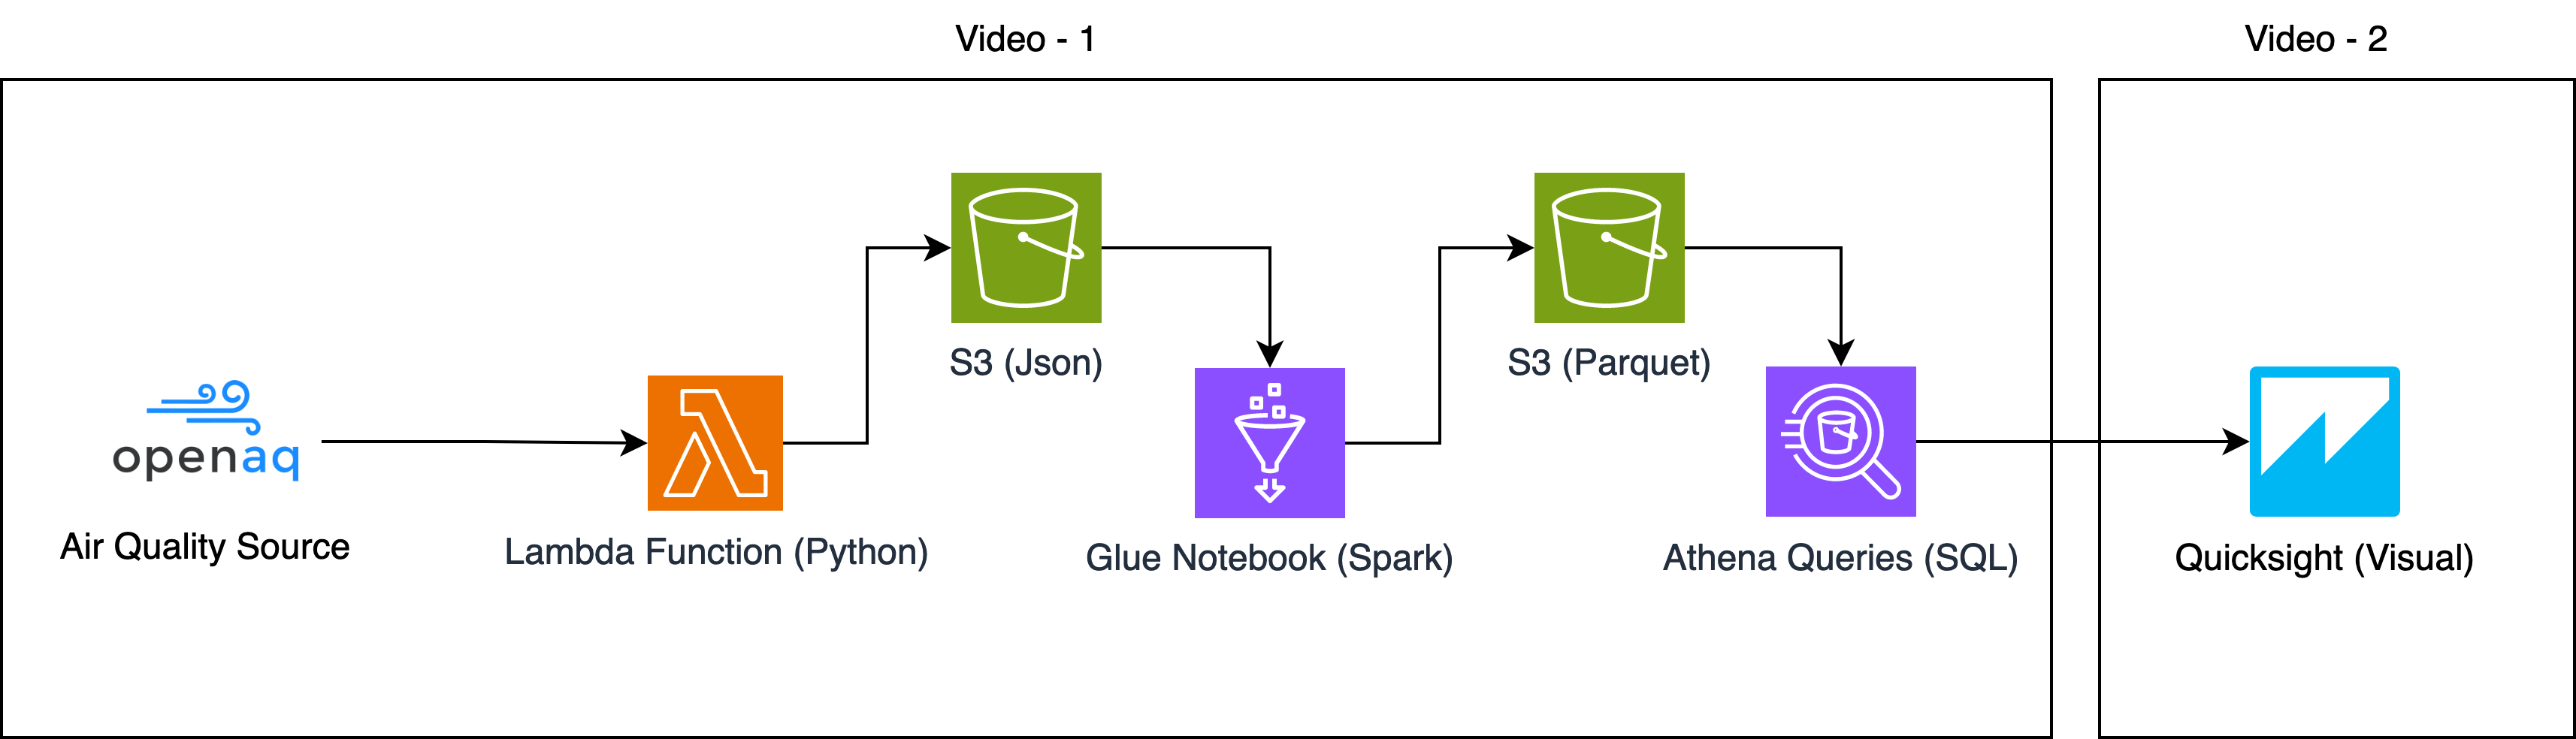 Video - 1
Video - 2
S3 (Json)
S3 (Parquet)
openaq
Air Quality Source
Lambda Function (Python)
Glue Notebook (Spark)
Athena Queries (SQL)
Quicksight (Visual)